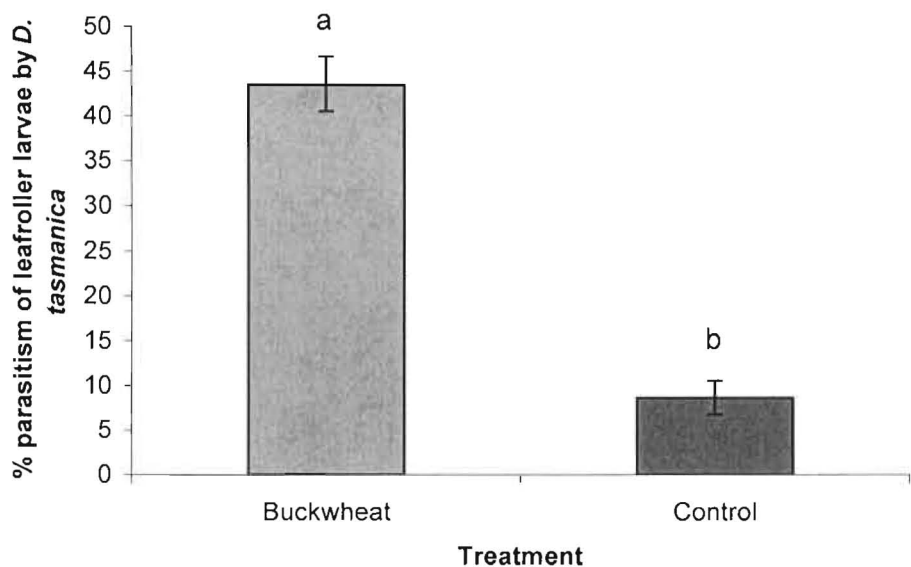 % parasitism of leafroller larvae by D.
tasmanica
50
45
40
35
30
25
20
15
10
5
0
a
b
Buckwheat
Control
Treatment